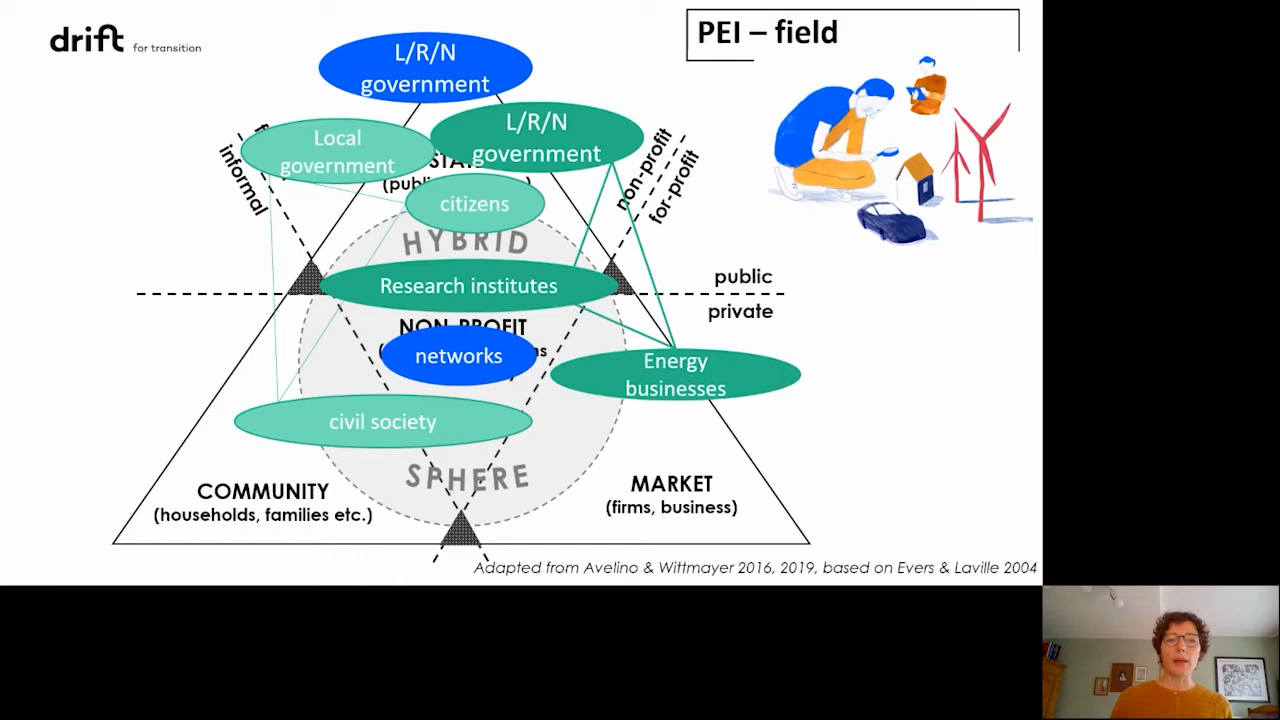 drift for transition
PEI – field
L/R/N
government
Local
government
L/R/N
government
informal
non-profit
for-profit
citizens
HYBRID
Research institutes
public
private
NON-PROFIT
networks
Energy
businesses
civil society
SPHERE
COMMUNITY
(households, families etc.)
MARKET
(firms, business)
Adapted from Avelino & Wittmayer 2016, 2019, based on Evers & Laville 2004